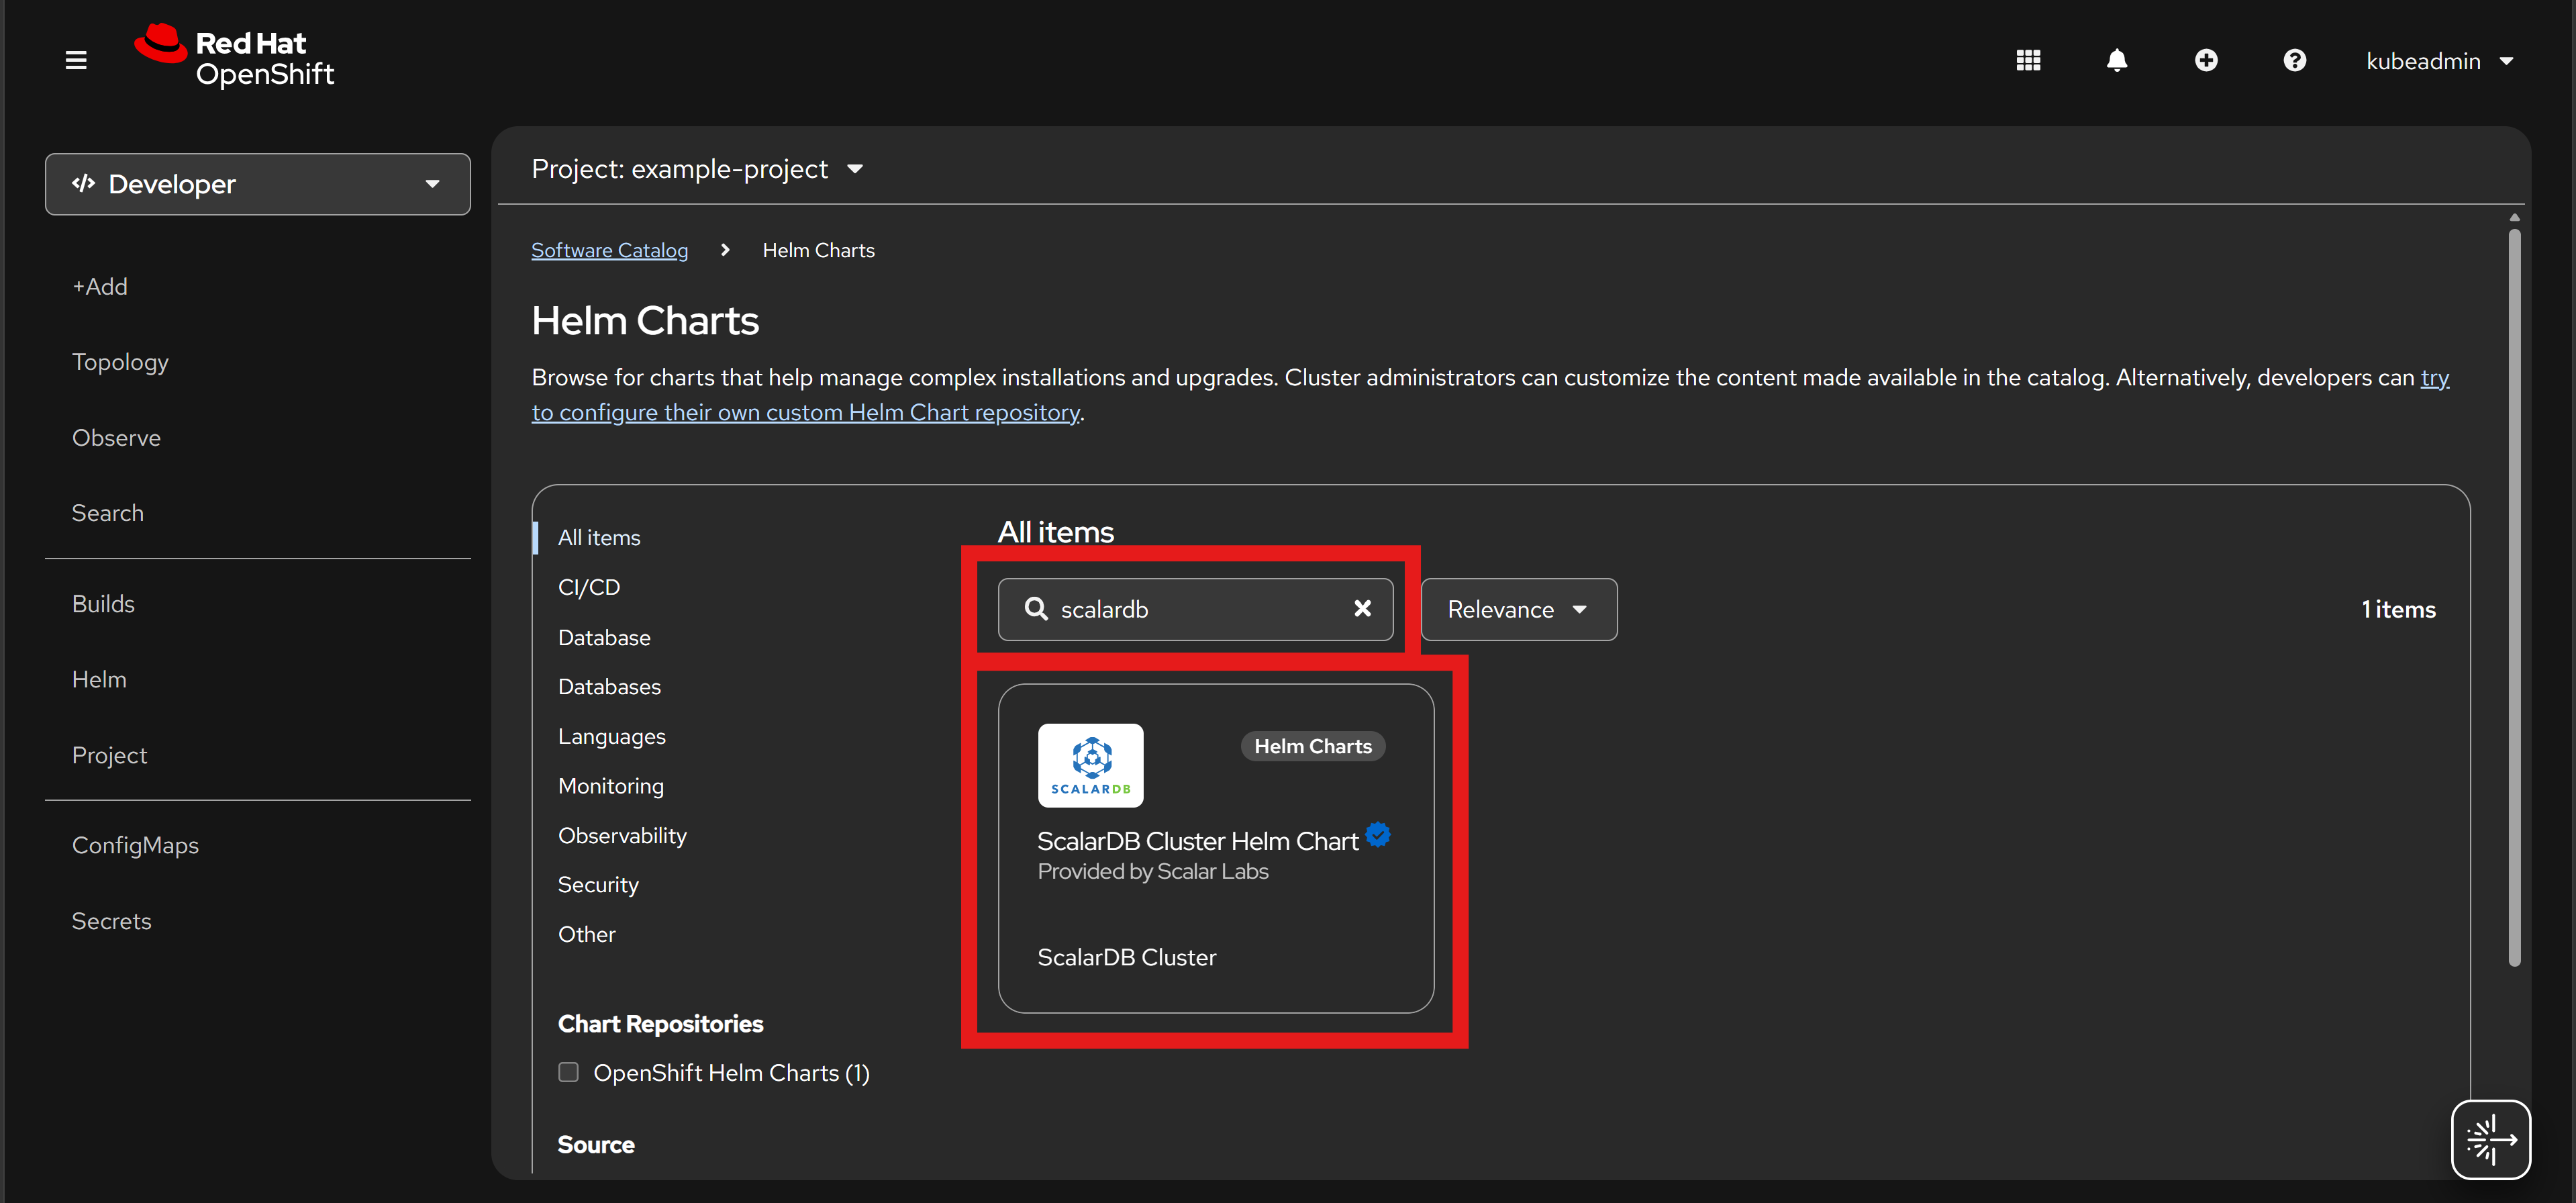 Red Hat
OpenShift
kubeadmin
Developer
+Add
Topology
Observe
Search
Builds
Helm
Project
ConfigMaps
Secrets
Project: example-project
Software Catalog
Helm Charts
Helm Charts
Browse for charts that help manage complex installations and upgrades. Cluster administrators can customize the content made available in the catalog. Alternatively, developers can try
to configure their own custom Helm Chart repository.
All items
CI/CD
Database
Databases
Languages
Monitoring
Observability
Security
Other
Chart Repositories
OpenShift Helm Charts (1)
Source
All items
scalardb
Relevance
1 items
SCALARDB
Helm Charts
ScalarDB Cluster Helm Chart
Provided by Scalar Labs
ScalarDB Cluster